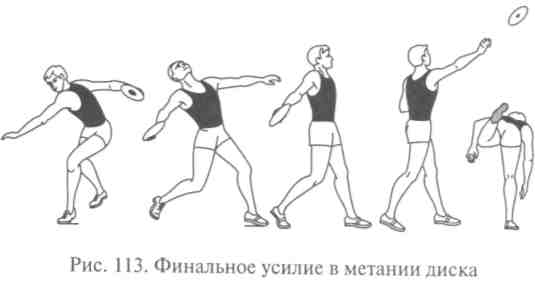 Рис. 113. Финальное усилие в метании диска